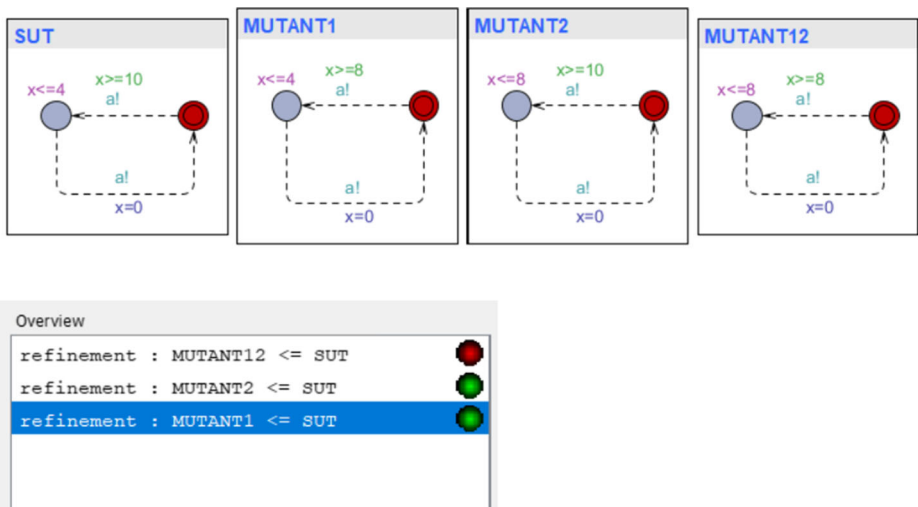 SUT
x<=4
x>=10
a!
a!
x=0
MUTANT1
x<=4
x>=8
a!
a!
x=0
MUTANT2
x<=8
x>=10
a!
a!
x=0
MUTANT12
x<=8
x>=8
a!
a!
x=0
Overview
refinement : MUTANT12 <= SUT
refinement : MUTANT2 <= SUT
refinement : MUTANT1 <= SUT